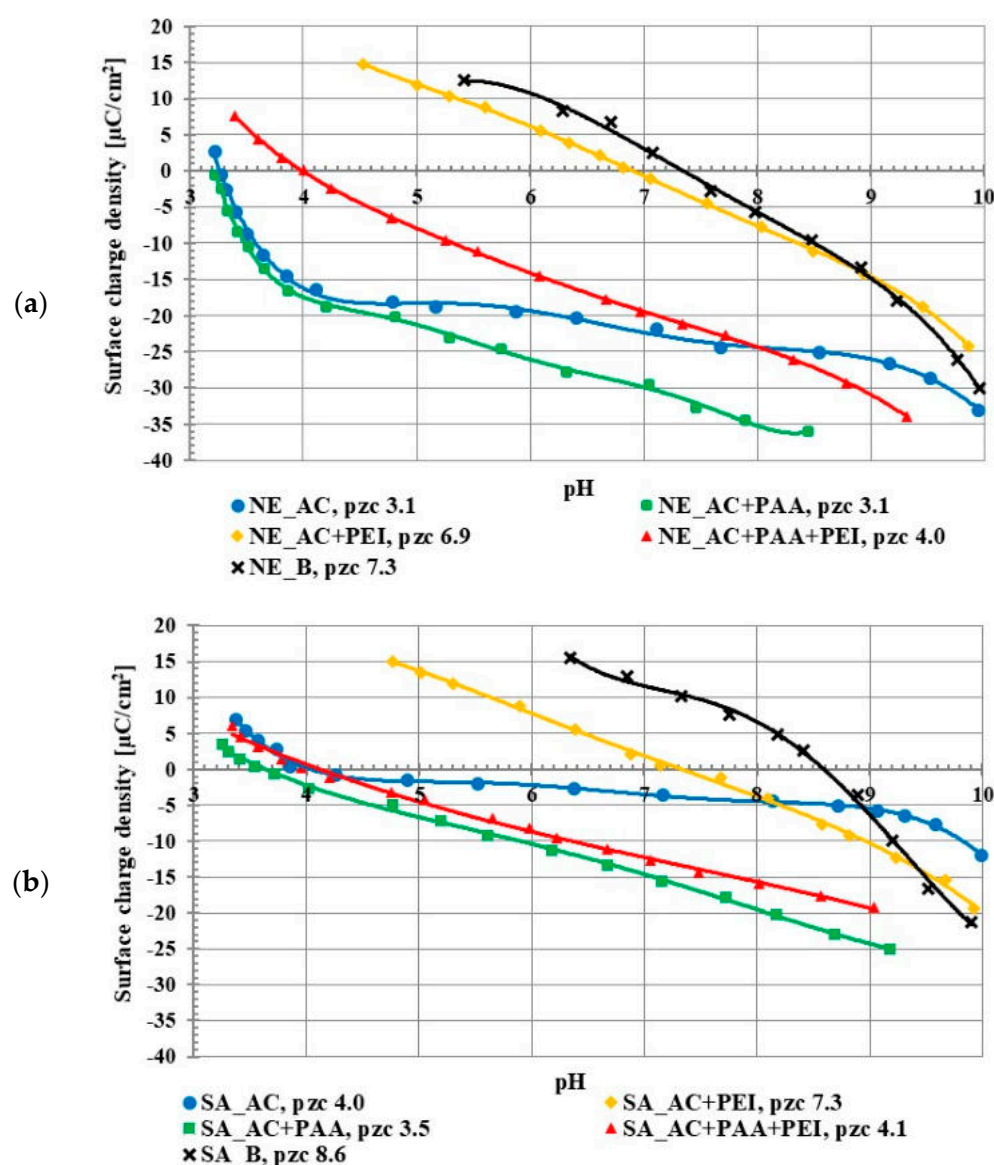 (a)
Surface charge density [µC/cm²]
20
15
10
5
0
-5
-10
-15
-20
-25
-30
-35
-40
3 4 5 6 7 8 9 10
pH
NE_AC, pzc 3.1 NE_AC+PAA, pzc 3.1
NE_AC+PEI, pzc 6.9 NE_AC+PAA+PEI, pzc 4.0
NE_B, pzc 7.3
(b)
Surface charge density [µC/cm²]
20
15
10
5
0
-5
-10
-15
-20
-25
-30
-35
-40
3 4 5 6 7 8 9 10
pH
SA_AC, pzc 4.0 SA_AC+PEI, pzc 7.3
SA_AC+PAA, pzc 3.5 SA_AC+PAA+PEI, pzc 4.1
SA_B, pzc 8.6